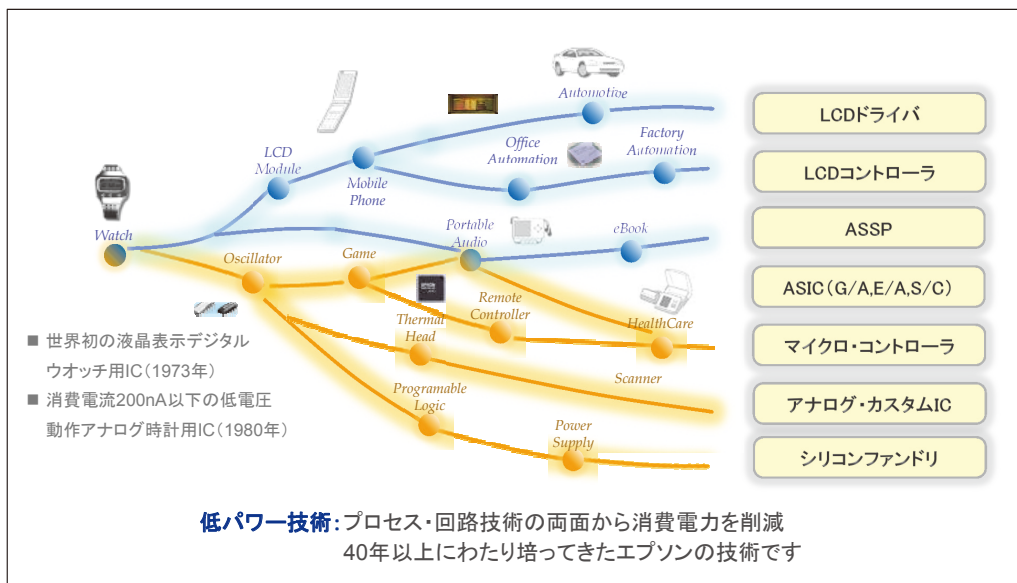 Automotive
LCDドライバ
LCD
Module
Office
Automation
Factory
Automation
Mobile
Phone
LCDコントローラ
Watch
Portable
Audio
eBook
ASSP
Oscillator
Game
Remote
Controller
HealthCare
ASIC(G/A,E/A,S/C)
Thermal
Head
■ 世界初の液晶表示デジタル
ウオッチ用IC(1973年)
マイクロ・コントローラ
Programable
Logic
Scanner
■ 消費電流200nA以下の低電圧
動作アナログ時計用IC(1980年)
アナログ・カスタムIC
Power
Supply
シリコンファンドリ
低パワー技術:プロセス・回路技術の両面から消費電力を削減
40年以上にわたり培ってきたエプソンの技術です
EPSON